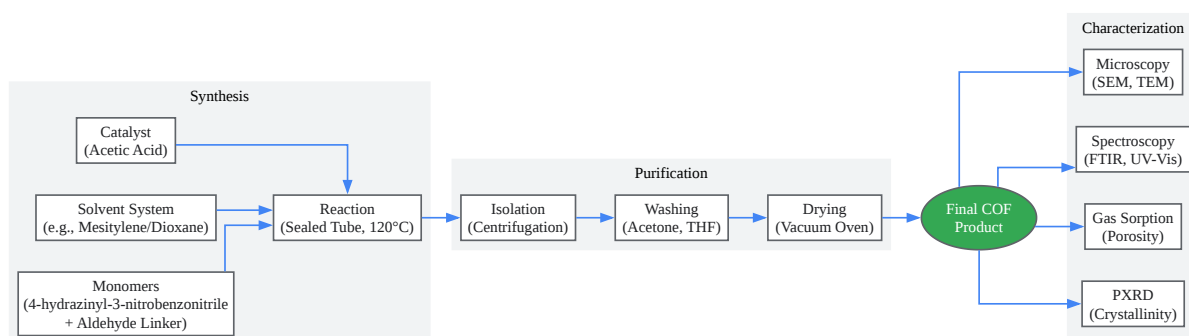 Synthesis
Catalyst
(Acetic Acid)
Solvent System
(e.g., Mesitylene/Dioxane)
Monomers
(4-hydrazinyl-3-nitrobenzonitrile
+ Aldehyde Linker)
Reaction
(Sealed Tube, 120°C)
Purification
Isolation
(Centrifugation)
Washing
(Acetone, THF)
Drying
(Vacuum Oven)
Final COF
Product
Characterization
Microscopy
(SEM, TEM)
Spectroscopy
(FTIR, UV-Vis)
Gas Sorption
(Porosity)
PXRD
(Crystallinity)